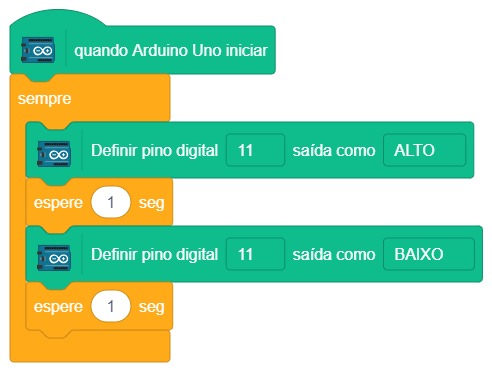 quando Arduino Uno iniciar
sempre
Definir pino digital 11 saída como ALTO
espere 1 seg
Definir pino digital 11 saída como BAIXO
espere 1 seg